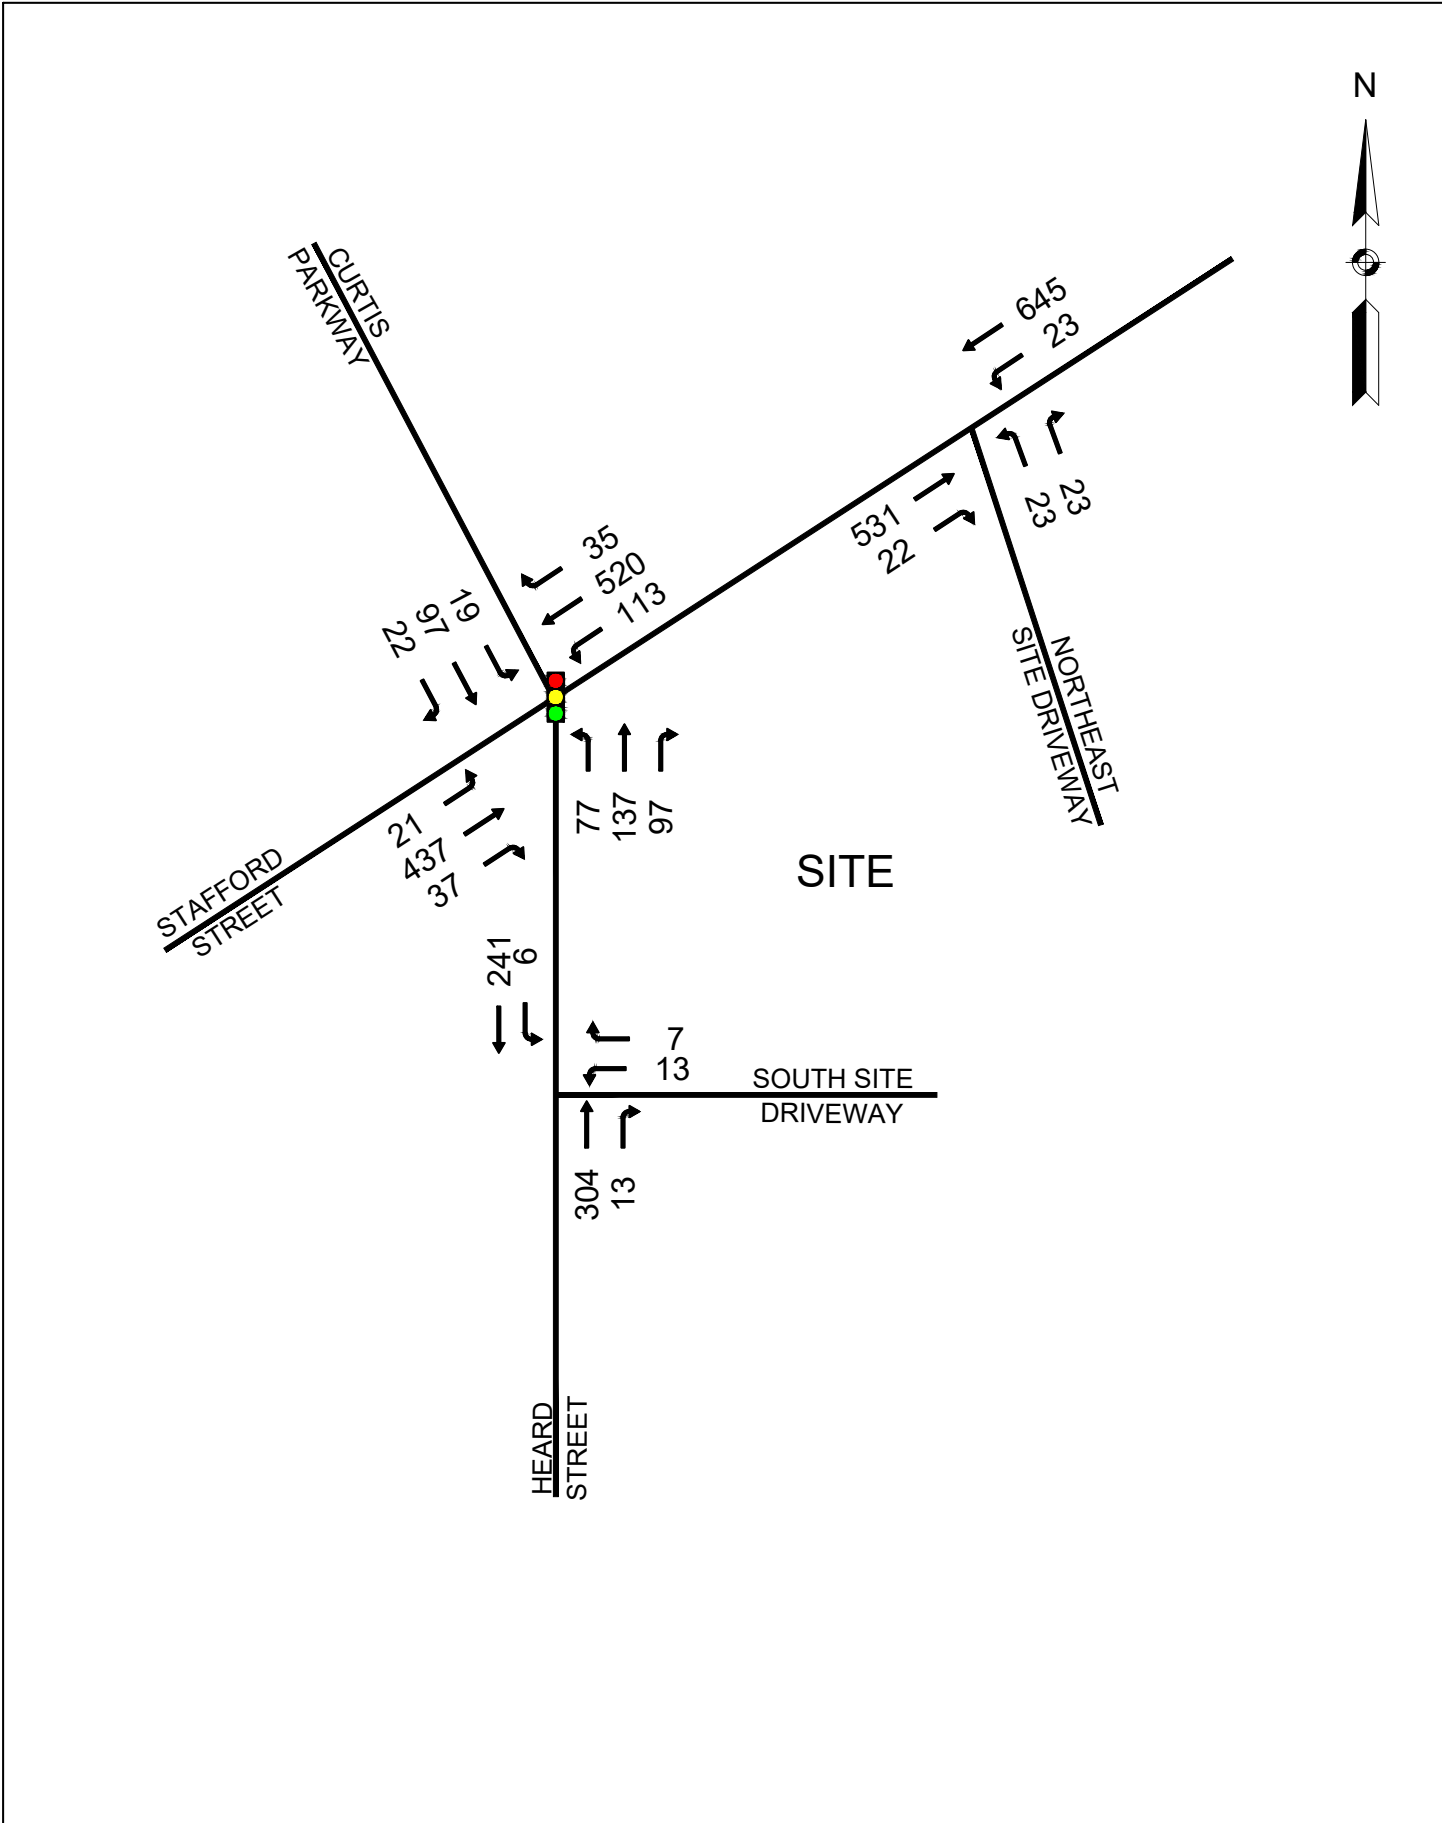 N
CURTIS
PARKWAY
645
23
531
22
23
23
35
520
113
19
97
22
NORTHEAST
SITE DRIVEWAY
21
437
37
77
137
97
SITE
STAFFORD
STREET
241
6
7
13
SOUTH SITE
DRIVEWAY
304
13
HEARD
STREET